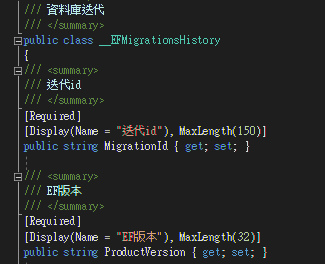 /// 資料庫迭代
/// </summary>
public class __EFMigrationsHistory
{
/// <summary>
/// 迭代id
/// </summary>
[Required]
[Display(Name = "迭代id"), MaxLength(150)]
public string MigrationId { get; set; }
/// <summary>
/// EF版本
/// </summary>
[Required]
[Display(Name = "EF版本"), MaxLength(32)]
public string ProductVersion { get; set; }